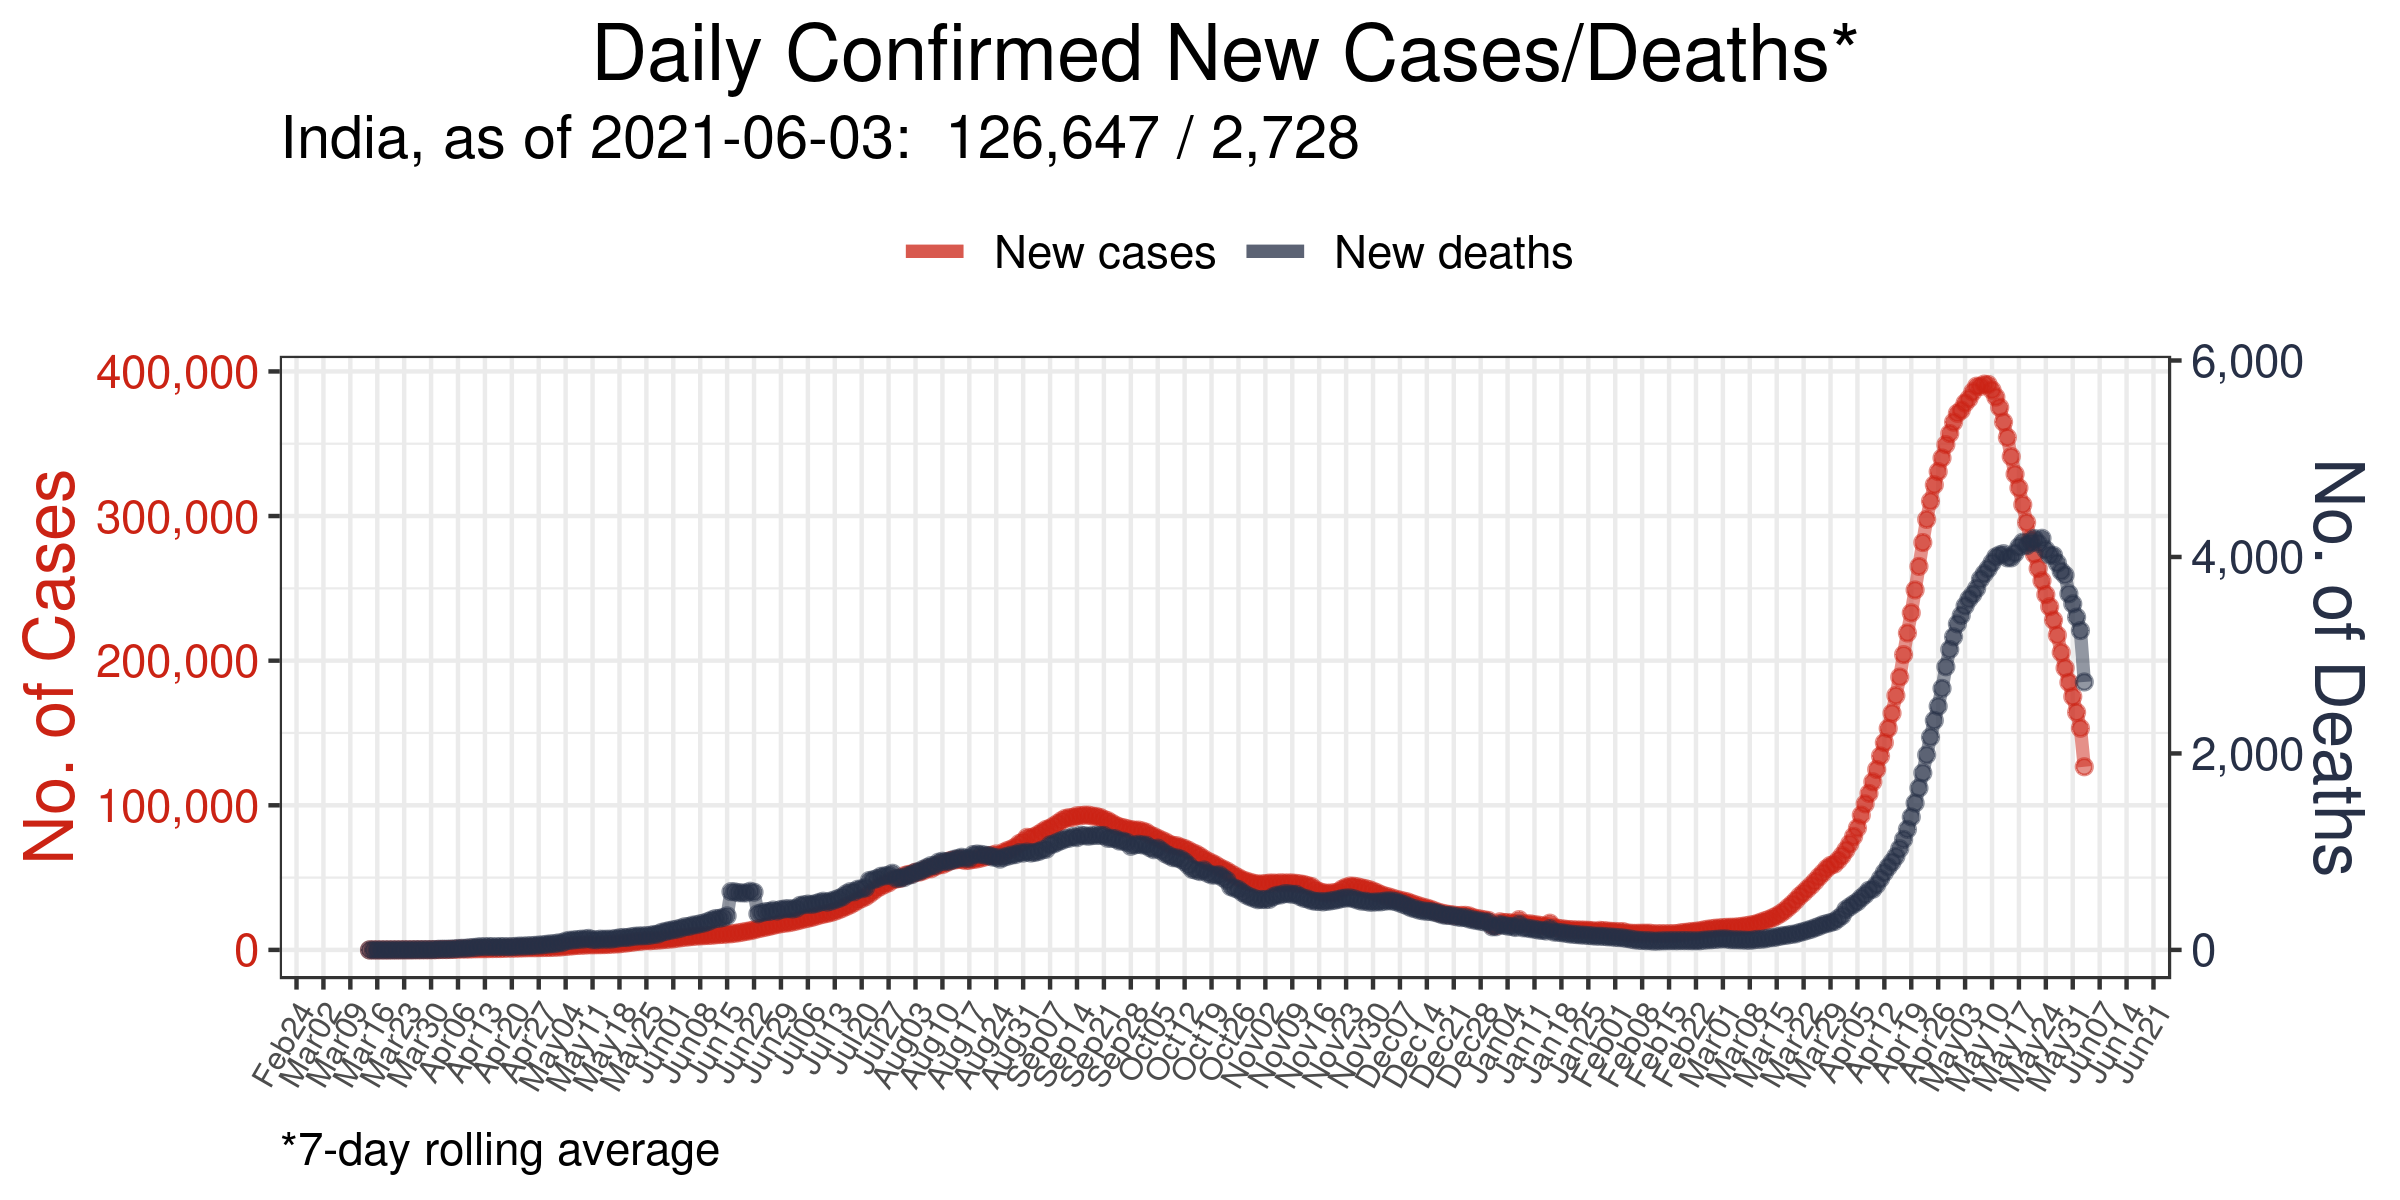 Daily Confirmed New Cases/Deaths*
India, as of 2021-06-03:  126,647 / 2,728
New cases
New deaths
No. of Cases
400,000
300,000
200,000
100,000
0
6,000
4,000
2,000
0
No. of Deaths
Feb24
Mar02
Mar09
Mar16
Mar23
Mar30
Apr06
Apr13
Apr20
Apr27
May04
May11
May18
May25
Jun01
Jun08
Jun15
Jun22
Jun29
Jul06
Jul13
Jul20
Jul27
Aug03
Aug10
Aug17
Aug24
Aug31
Sep07
Sep14
Sep21
Sep28
Oct05
Oct12
Oct19
Oct26
Nov02
Nov09
Nov16
Nov23
Nov30
Dec07
Dec14
Dec21
Dec28
Jan04
Jan11
Jan18
Jan25
Feb01
Feb08
Feb15
Feb22
Mar01
Mar08
Mar15
Mar22
Mar29
Apr05
Apr12
Apr19
Apr26
May03
May10
May17
May24
May31
Jun07
Jun14
Jun21
*7-day rolling average